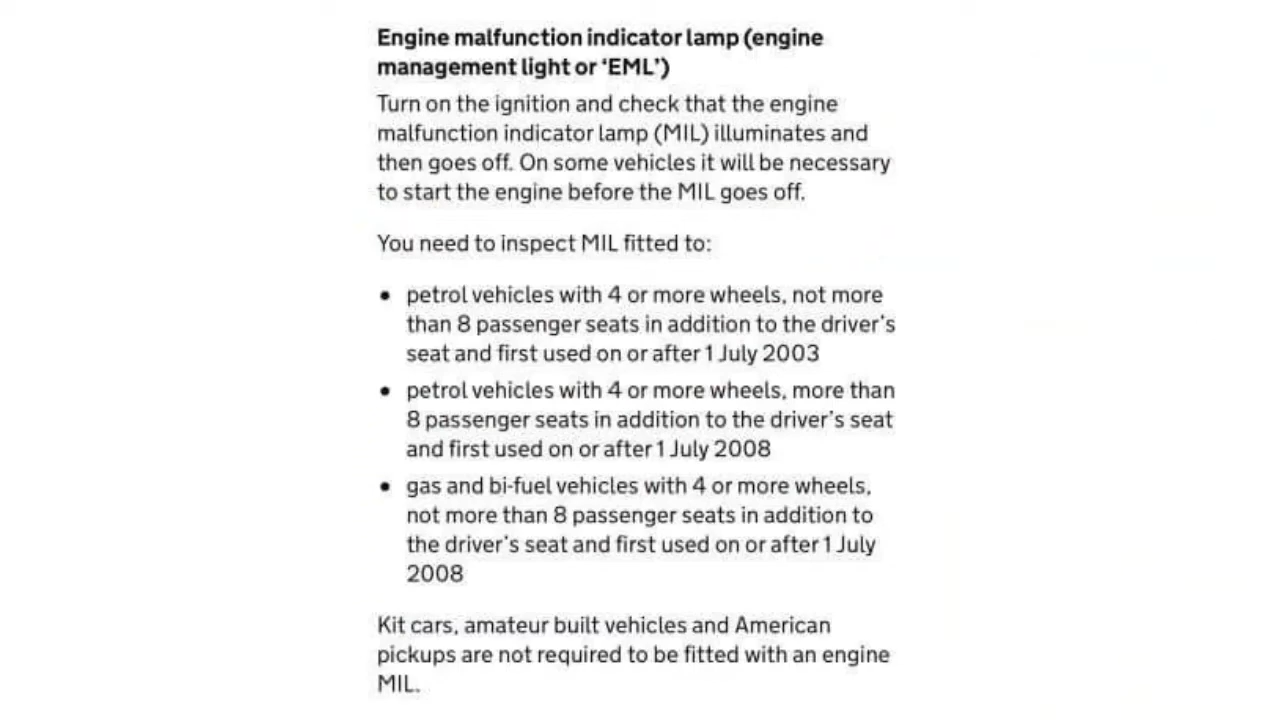 Engine malfunction indicator lamp (engine
management light or ‘EML’)
Turn on the ignition and check that the engine
malfunction indicator lamp (MIL) illuminates and
then goes off. On some vehicles it will be necessary
to start the engine before the MIL goes off.
You need to inspect MIL fitted to:
• petrol vehicles with 4 or more wheels, not more
than 8 passenger seats in addition to the driver’s
seat and first used on or after 1 July 2003
• petrol vehicles with 4 or more wheels, more than
8 passenger seats in addition to the driver’s seat
and first used on or after 1 July 2008
• gas and bi-fuel vehicles with 4 or more wheels,
not more than 8 passenger seats in addition to
the driver’s seat and first used on or after 1 July
2008
Kit cars, amateur built vehicles and American
pickups are not required to be fitted with an engine
MIL.